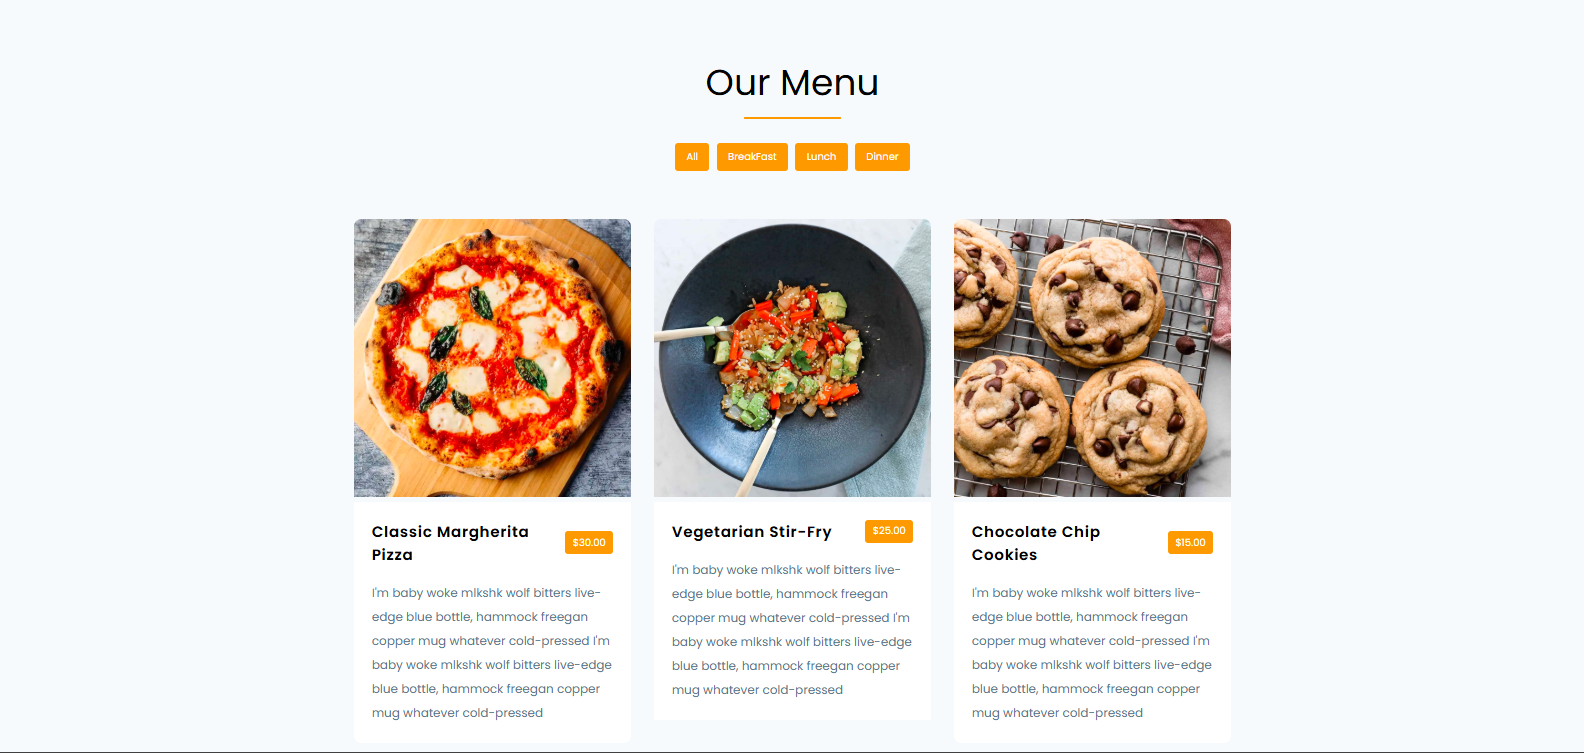 Our Menu
All
BreakFast
Lunch
Dinner
Classic Margherita
Pizza
$30.00
I'm baby woke mlkshk wolf bitters live-
edge blue bottle, hammock freegan
copper mug whatever cold-pressed I'm
baby woke mlkshk wolf bitters live-edge
blue bottle, hammock freegan copper
mug whatever cold-pressed
Vegetarian Stir-Fry
$25.00
I'm baby woke mlkshk wolf bitters live-
edge blue bottle, hammock freegan
copper mug whatever cold-pressed I'm
baby woke mlkshk wolf bitters live-edge
blue bottle, hammock freegan copper
mug whatever cold-pressed
Chocolate Chip
Cookies
$15.00
I'm baby woke mlkshk wolf bitters live-
edge blue bottle, hammock freegan
copper mug whatever cold-pressed I'm
baby woke mlkshk wolf bitters live-edge
blue bottle, hammock freegan copper
mug whatever cold-pressed